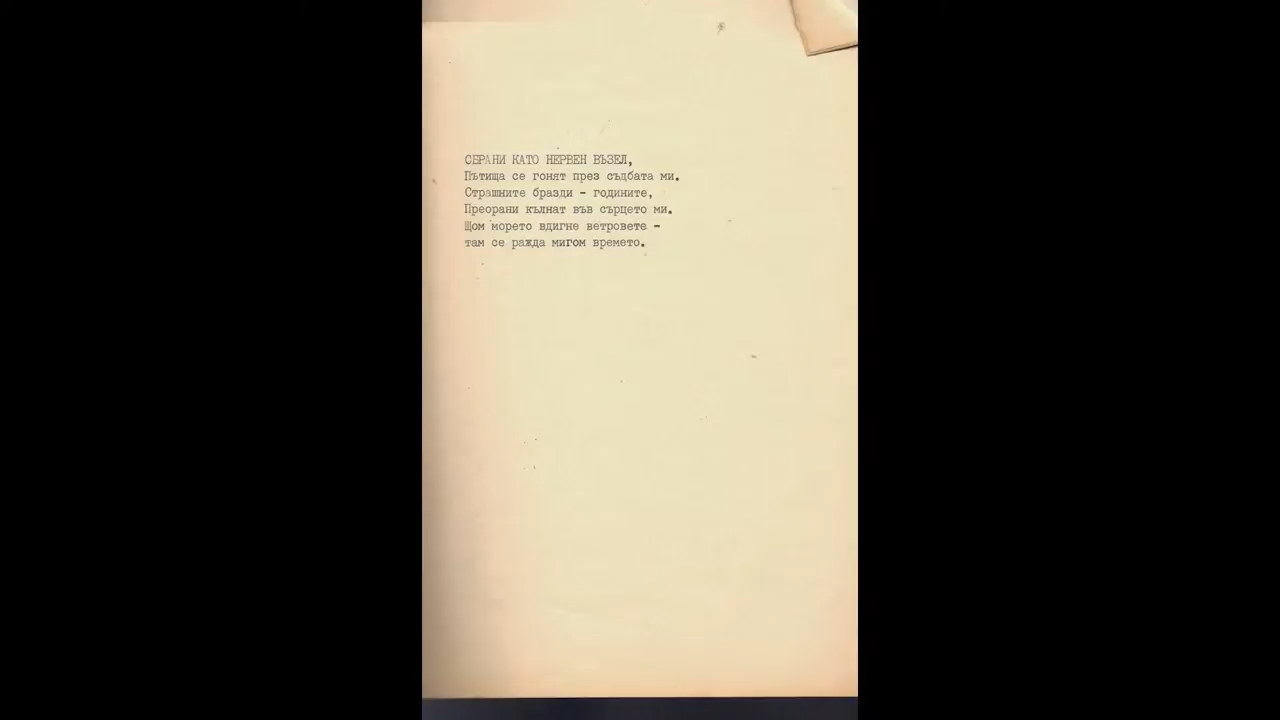 СБРАНИ КАТО НЕРВЕН ВЪЗЕЛ,
Пътища се гонят през съдбата ми.
Страшните бразди - годините,
Преорани кълнат във сърцето ми.
Щом морето вдигне ветровете -
там се ражда мигом времето.